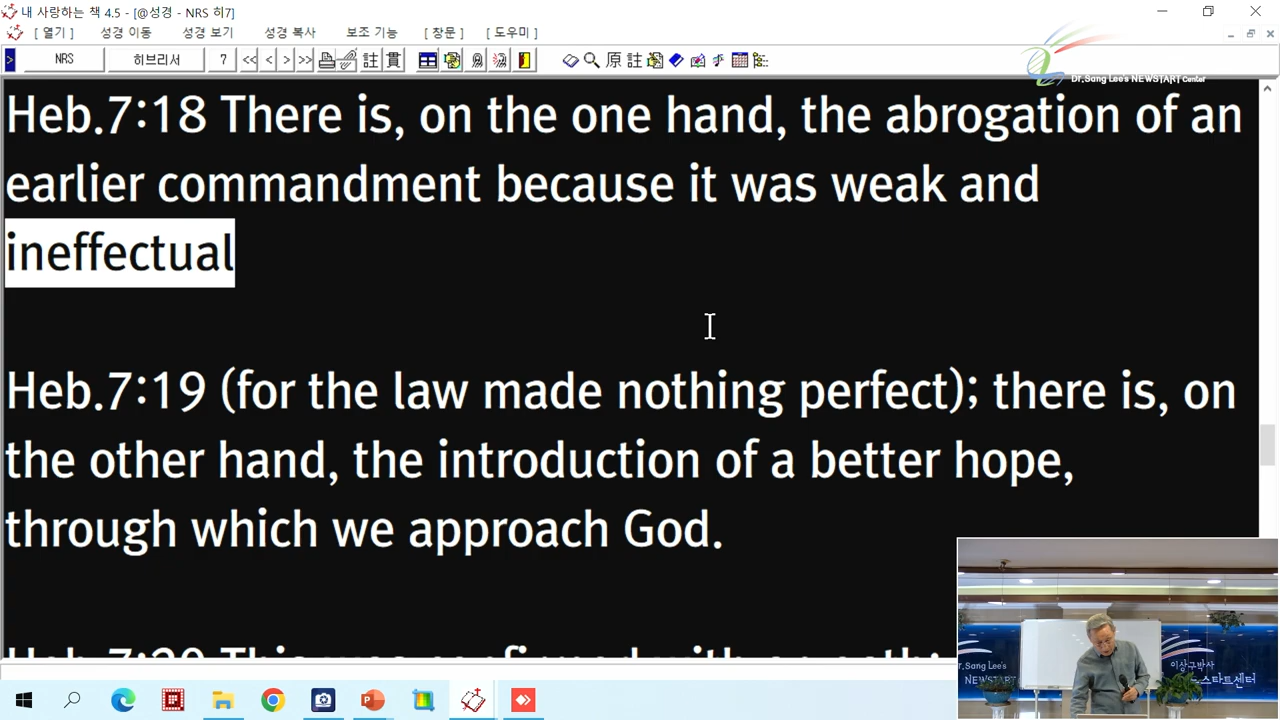 내 사랑하는 책 4.5 - [@성경 - NRS 히7]
[ 열기 ] 성경 이동 성경 보기 성경 복사 보조 기능 [ 창문 ] [ 도우미 ]
> NRS 히브리서 7 << < > >> 註 貫 原 註
Dr.Sang Lee's NEWSTART Center
Heb.7:18 There is, on the one hand, the abrogation of an
earlier commandment because it was weak and
ineffectual
Heb.7:19 (for the law made nothing perfect); there is, on
the other hand, the introduction of a better hope,
through which we approach God.
Dr.Sang Lee's
NEWSTART
이상구박사
뉴스타트센터